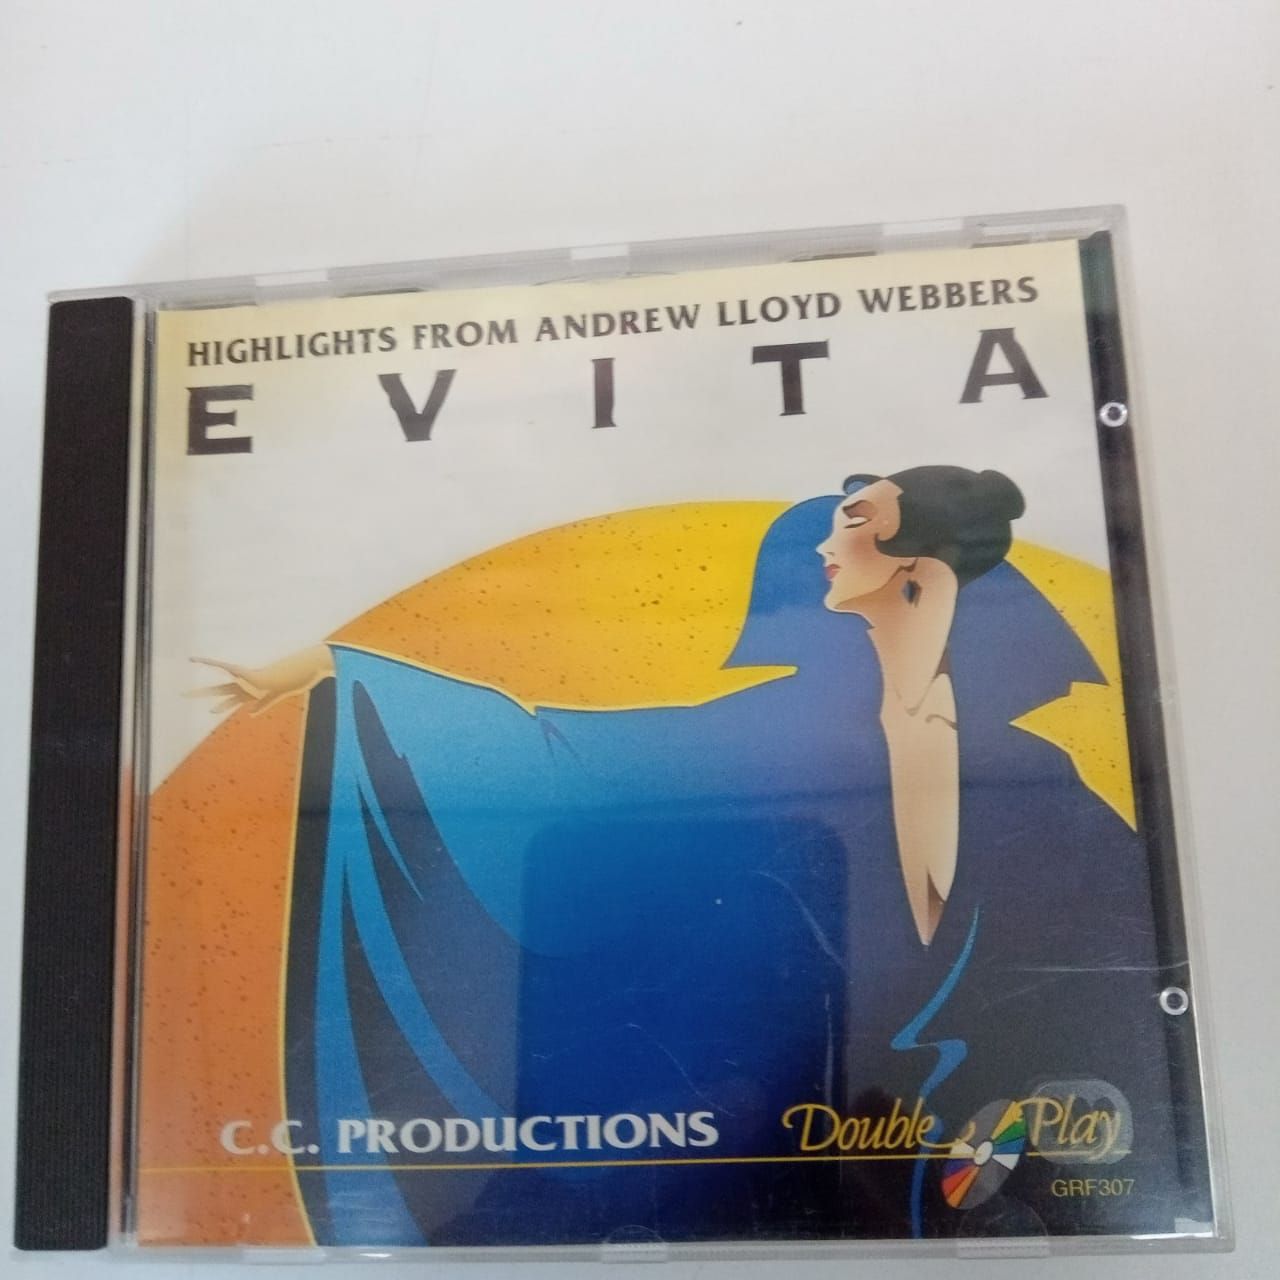 HIGHLIGHTS FROM ANDREW LLOYD WEBBERS
EVITA
C.C. PRODUCTIONS
Double Play
GRF307